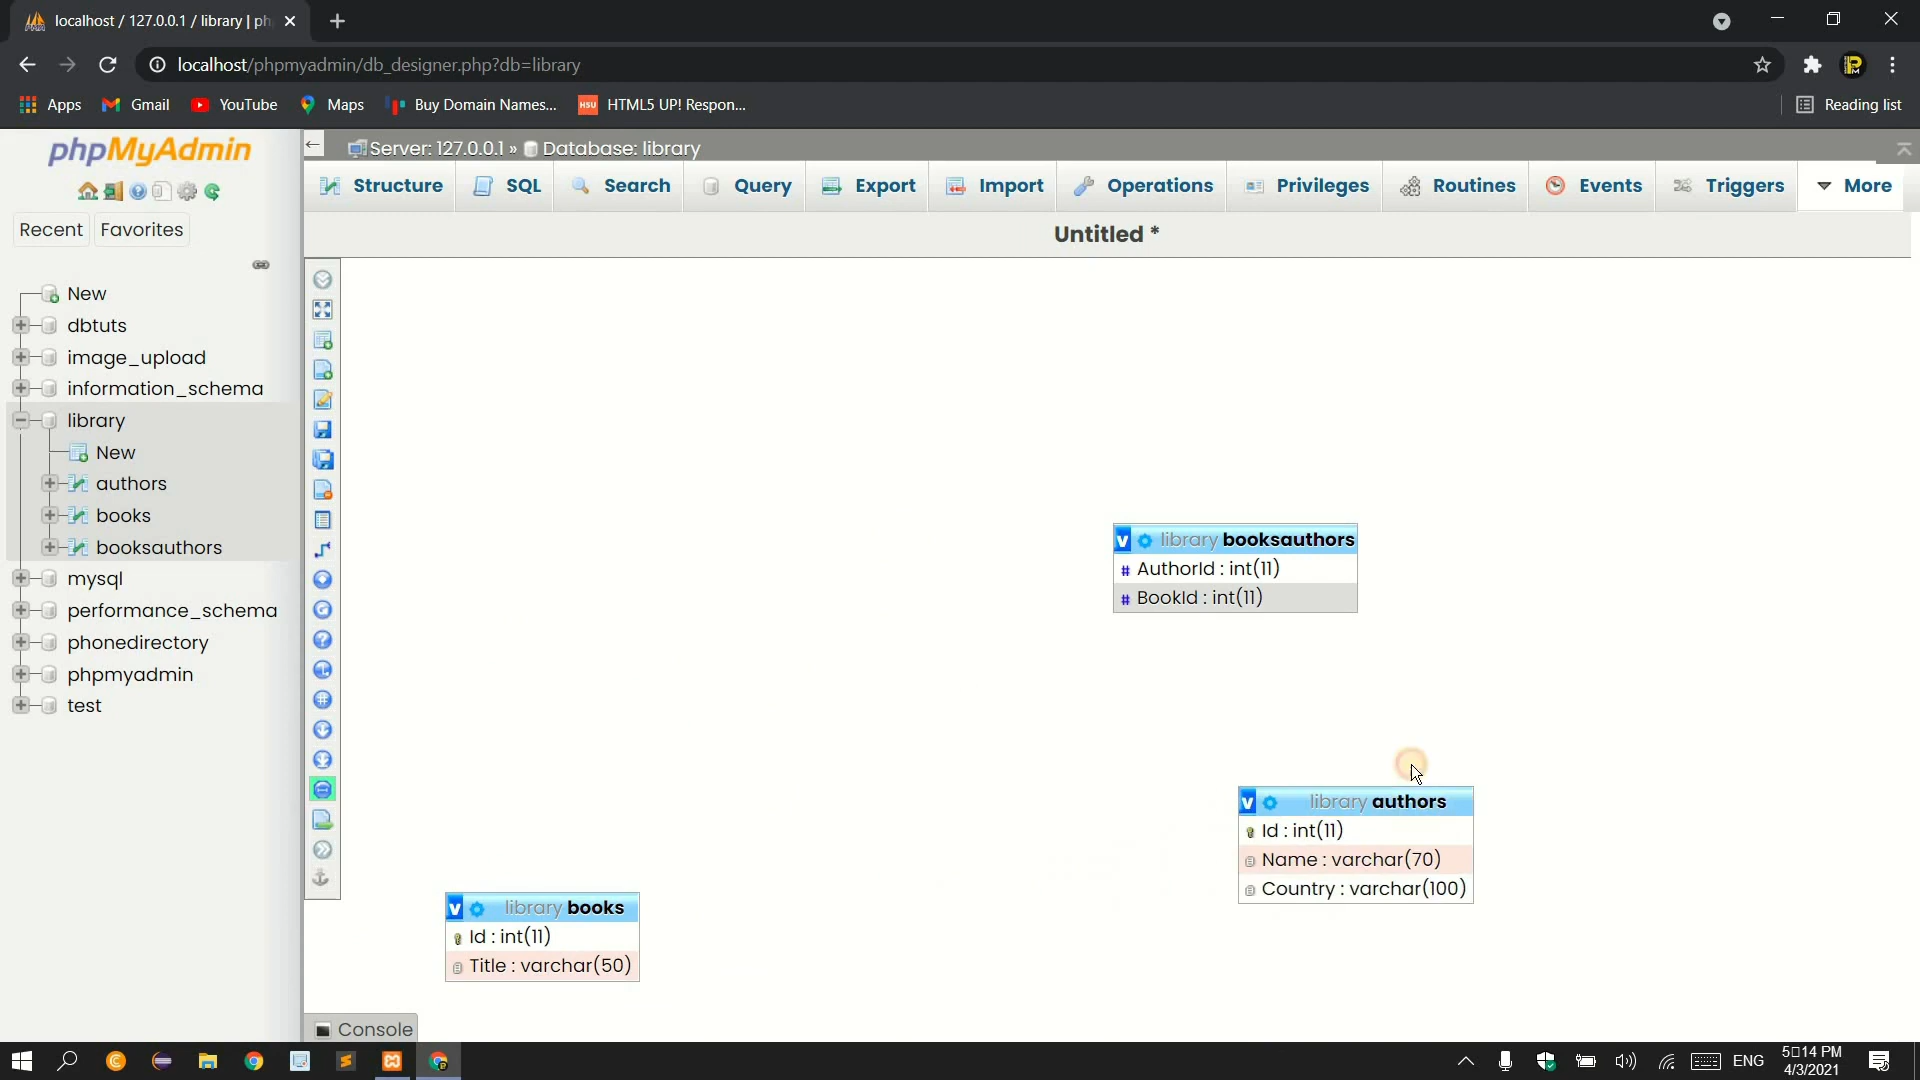 localhost / 127.0.0.1 / library | ph
localhost/phpmyadmin/db_designer.php?db=library
Apps Gmail YouTube Maps Buy Domain Names... HTML5 UP! Respon... Reading list
phpMyAdmin
Recent Favorites
New
dbtuts
image_upload
information_schema
library
New
authors
books
booksauthors
mysql
performance_schema
phonedirectory
phpmyadmin
test
Server: 127.0.0.1 » Database: library
Structure SQL Search Query Export Import Operations Privileges Routines Events Triggers More
Untitled *
v library booksauthors
# AuthorId : int(11)
# BookId : int(11)
v library authors
Id : int(11)
Name : varchar(70)
Country : varchar(100)
v library books
Id : int(11)
Title : varchar(50)
Console
ENG
5:14 PM
4/3/2021